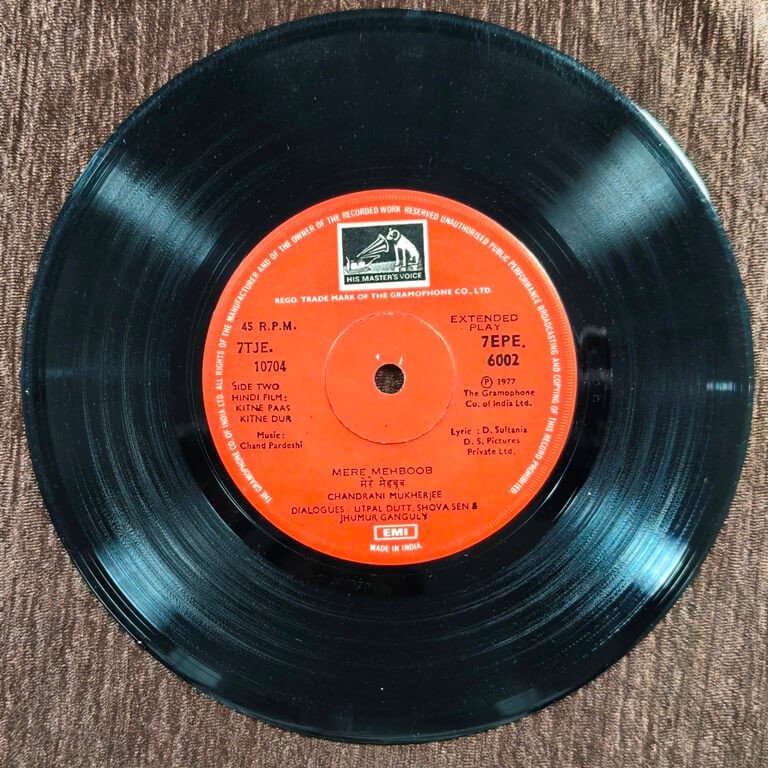 THE GRAMOPHONE CO OF INDIA LTD. ALL RIGHTS OF THE MANUFACTURER AND OF THE OWNER OF THE RECORDED WORK RESERVED UNAUTHORISED PUBLIC PERFORMANCE BROADCASTING AND COPYING OF THIS RECORD PROHIBITED
HIS MASTER'S VOICE
REGD. TRADE MARK OF THE GRAMOPHONE CO., LTD.
45 R.P.M.
7TJE.
10704
SIDE TWO
HINDI FILM:
KITNE PAAS
KITNE DUR
Music:
Chand Pardeshi
EXTENDED
PLAY
7EPE.
6002
Ⓟ 1977
The Gramophone
Co. of India Ltd.
Lyric : D. Sultania
D. S. Pictures
Private Ltd.
MERE MEHBOOB
मेरे मेहबूब
CHANDRANI MUKHERJEE
DIALOGUES UTPAL DUTT, SHOVA SEN &
JHUMUR GANGULY
EMI
MADE IN INDIA.